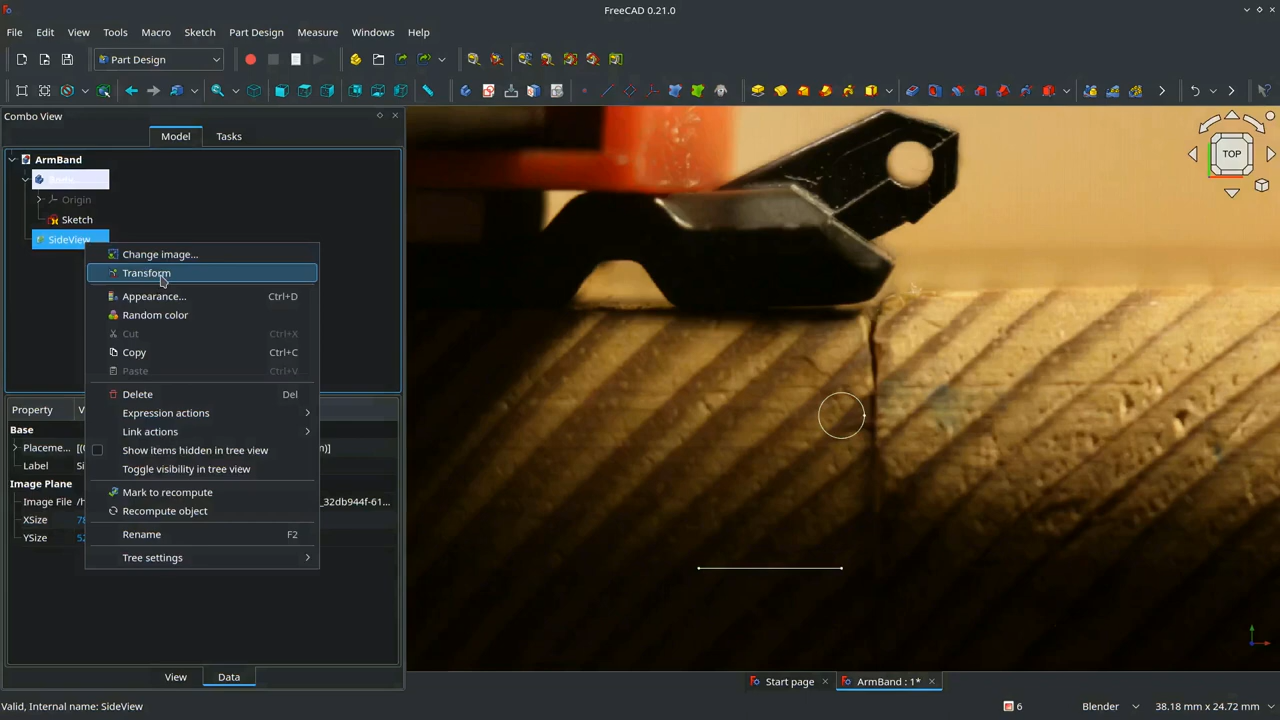 FreeCAD 0.21.0
File Edit View Tools Macro Sketch Part Design Measure Windows Help
Part Design
Combo View
Model Tasks
ArmBand
Origin
Sketch
SideView
Change image...
Transform
Appearance... Ctrl+D
Random color
Cut Ctrl+X
Copy Ctrl+C
Paste Ctrl+V
Delete Del
Expression actions
Link actions
Show items hidden in tree view
Toggle visibility in tree view
Mark to recompute
Recompute object
Rename F2
Tree settings
Property
Base
Placeme...
Label
Image Plane
Image File _32db944f-61...
XSize
YSize
View Data
TOP
Start page ArmBand : 1*
Valid, Internal name: SideView 6 Blender 38.18 mm x 24.72 mm